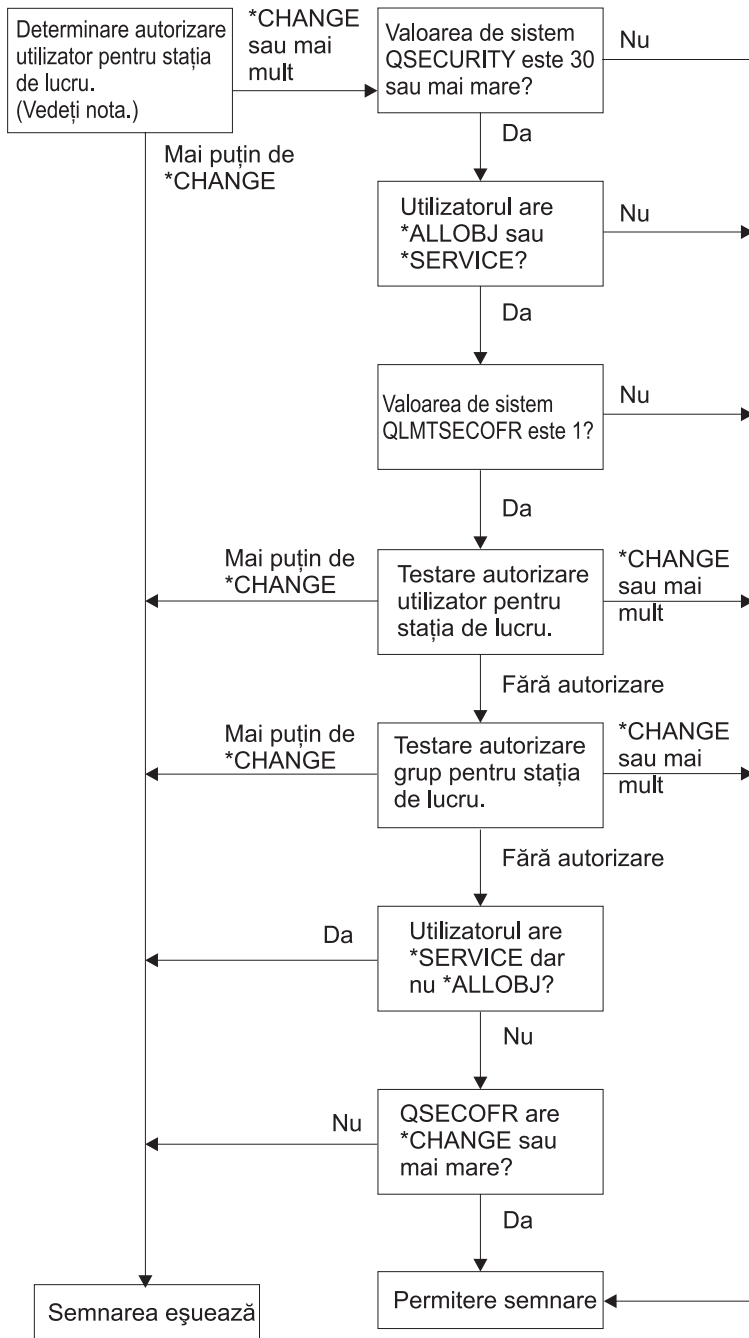 Determinare autorizare
utilizator pentru stația
de lucru.
(Vedeți nota.)
*CHANGE
sau mai
mult
Valoarea de sistem
QSECURITY este 30
sau mai mare?
Nu
Mai puțin de
*CHANGE
Da
Utilizatorul are
*ALLOBJ sau
*SERVICE?
Nu
Da
Valoarea de sistem
QLMTSECOFR este 1?
Nu
Da
Mai puțin de
*CHANGE
Testare autorizare
utilizator pentru
stația de lucru.
*CHANGE
sau mai
mult
Fără autorizare
Mai puțin de
*CHANGE
Testare autorizare
grup pentru stația
de lucru.
*CHANGE
sau mai
mult
Fără autorizare
Da
Utilizatorul are
*SERVICE dar
nu *ALLOBJ?
Nu
Nu
QSECOFR are
*CHANGE sau
mai mare?
Da
Semnarea eşuează
Permitere semnare